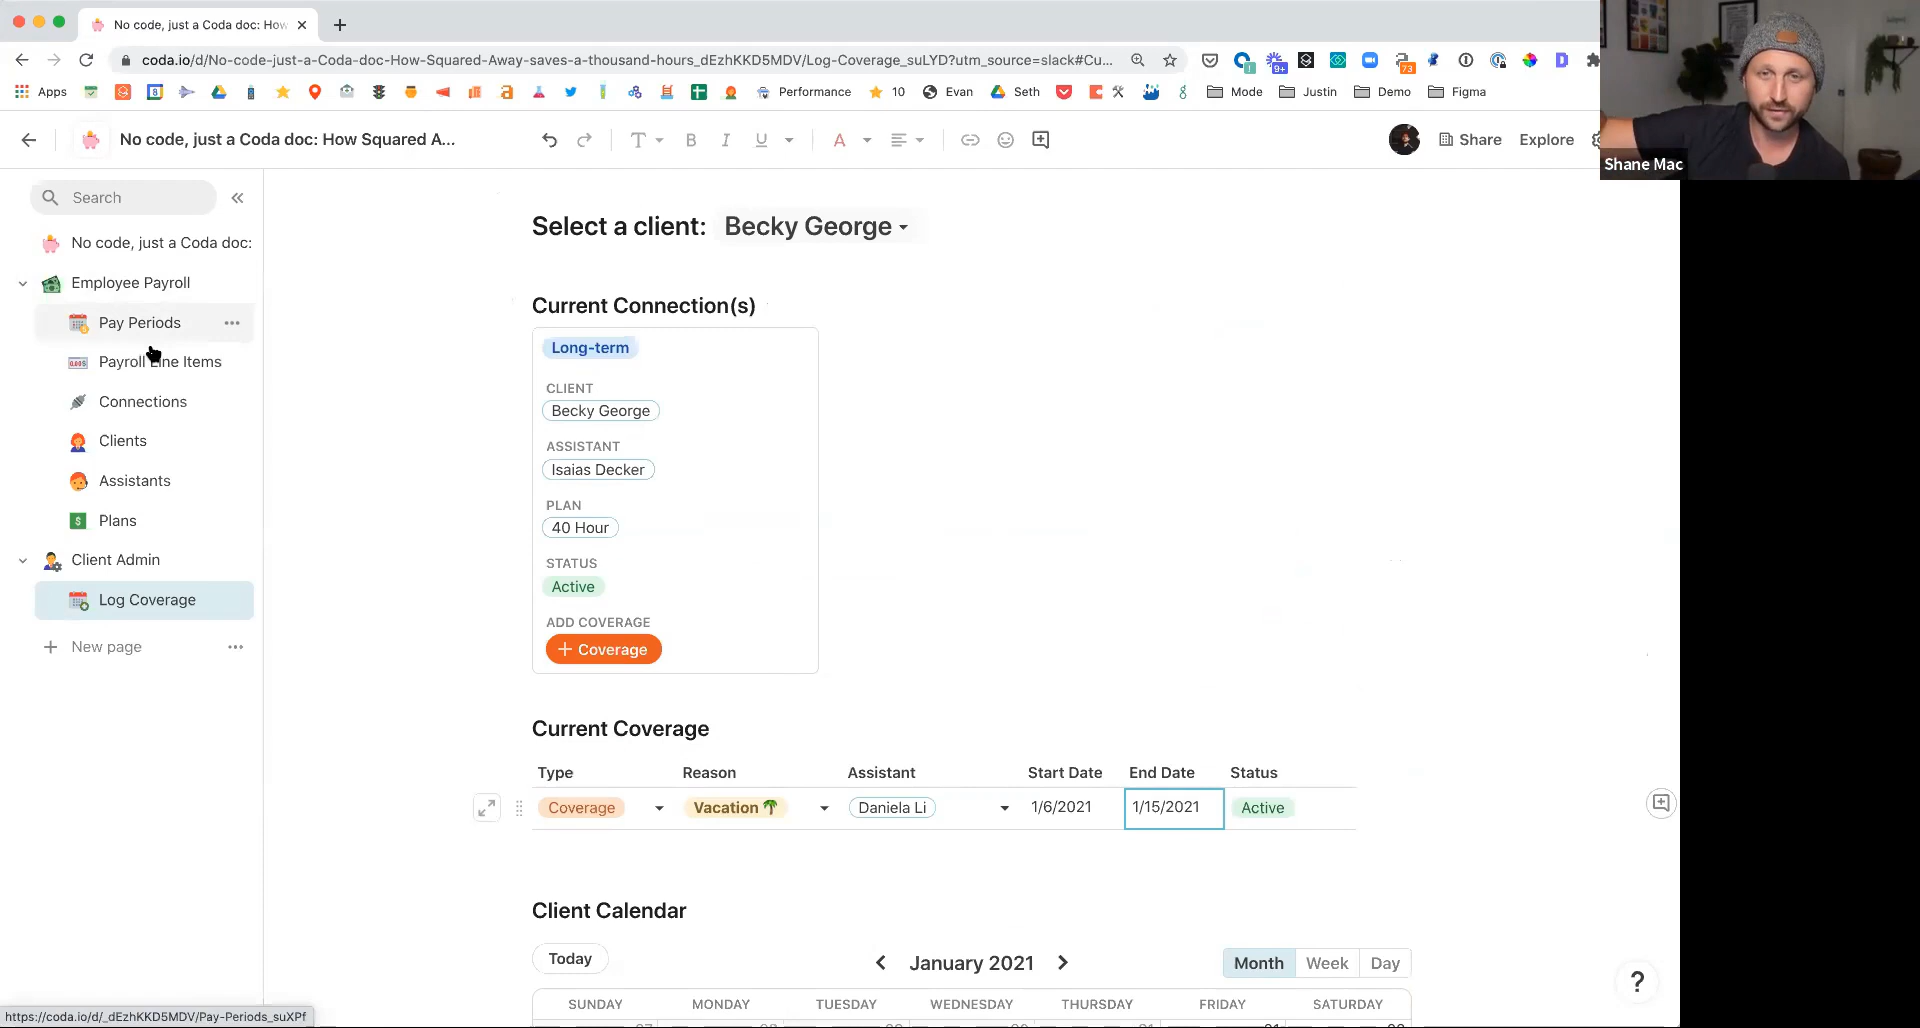 No code, just a Coda doc: How
coda.io/d/No-code-just-a-Coda-doc-How-Squared-Away-saves-a-thousand-hours_dEzhKKD5MDV/Log-Coverage_suLYD?utm_source=slack#Cu...
9+
73
Apps
8
Performance
10
Evan
Seth
Mode
Justin
Demo
Figma
No code, just a Coda doc: How Squared A...
T
B
I
U
A
Share
Explore
Shane Mac
Search
No code, just a Coda doc:
Employee Payroll
Pay Periods
Payroll Line Items
Connections
Clients
Assistants
Plans
Client Admin
Log Coverage
New page
Select a client: Becky George
Current Connection(s)
Long-term
CLIENT
Becky George
ASSISTANT
Isaias Decker
PLAN
40 Hour
STATUS
Active
ADD COVERAGE
+ Coverage
Current Coverage
Type Reason Assistant Start Date End Date Status
Coverage Vacation🌴 Daniela Li 1/6/2021 1/15/2021 Active
Client Calendar
Today
January 2021
Month Week Day
SUNDAY MONDAY TUESDAY WEDNESDAY THURSDAY FRIDAY SATURDAY
?
https://coda.io/d/_dEzhKKD5MDV/Pay-Periods_suXPf